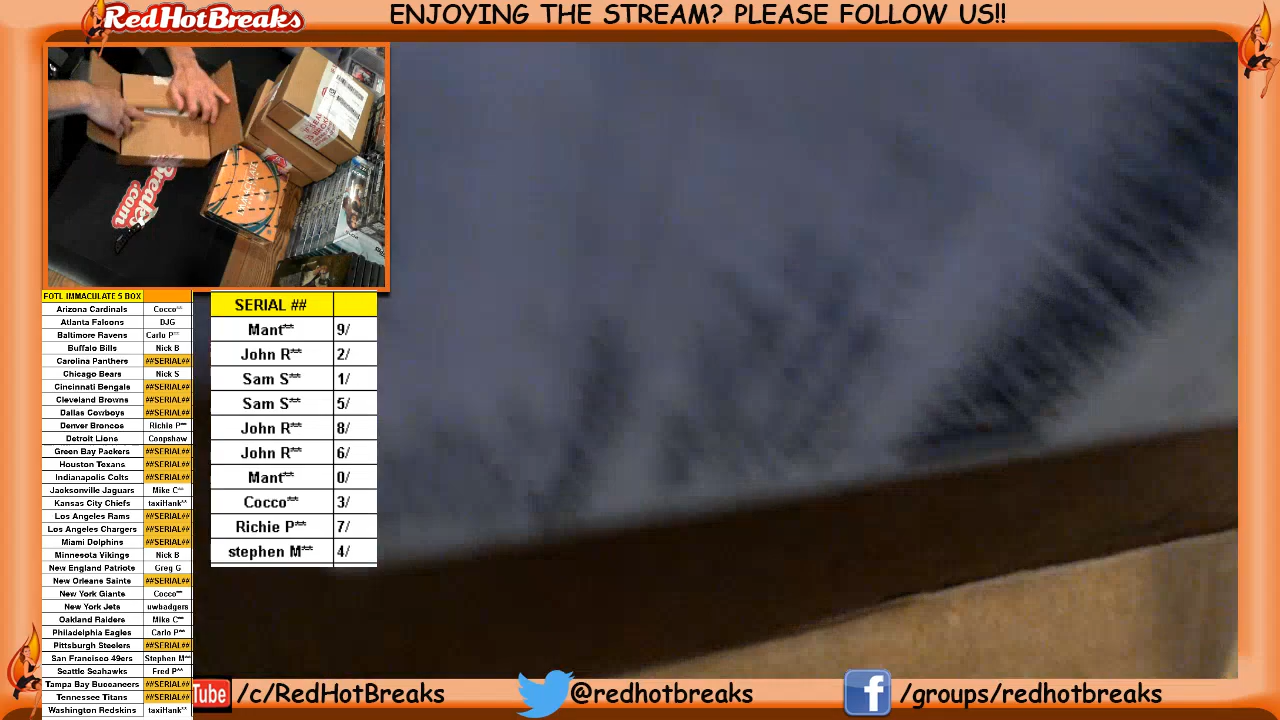 RedHotBreaks
ENJOYING THE STREAM? PLEASE FOLLOW US!!
Breaks
.com
FOTL IMMACULATE 5 BOX
Arizona Cardinals Cocco**
Atlanta Falcons DJG
Baltimore Ravens Carlo P**
Buffalo Bills Nick B
Carolina Panthers ##SERIAL##
Chicago Bears Nick S
Cincinnati Bengals ##SERIAL##
Cleveland Browns ##SERIAL##
Dallas Cowboys ##SERIAL##
Denver Broncos Richie P**
Detroit Lions Coopshaw
Green Bay Packers ##SERIAL##
Houston Texans ##SERIAL##
Indianapolis Colts ##SERIAL##
Jacksonville Jaguars Mike C**
Kansas City Chiefs taxiHank**
Los Angeles Rams ##SERIAL##
Los Angeles Chargers ##SERIAL##
Miami Dolphins ##SERIAL##
Minnesota Vikings Nick B
New England Patriots Greg G
New Orleans Saints ##SERIAL##
New York Giants Cocco**
New York Jets uwbadgers
Oakland Raiders Mike C**
Philadelphia Eagles Carlo P**
Pittsburgh Steelers ##SERIAL##
San Francisco 49ers Stephen M**
Seattle Seahawks Fred P**
Tampa Bay Buccaneers ##SERIAL##
Tennessee Titans ##SERIAL##
Washington Redskins taxiHank**
SERIAL ##
Mant** 9/
John R** 2/
Sam S** 1/
Sam S** 5/
John R** 8/
John R** 6/
Mant** 0/
Cocco** 3/
Richie P** 7/
stephen M** 4/
Tube /c/RedHotBreaks
@redhotbreaks
f /groups/redhotbreaks